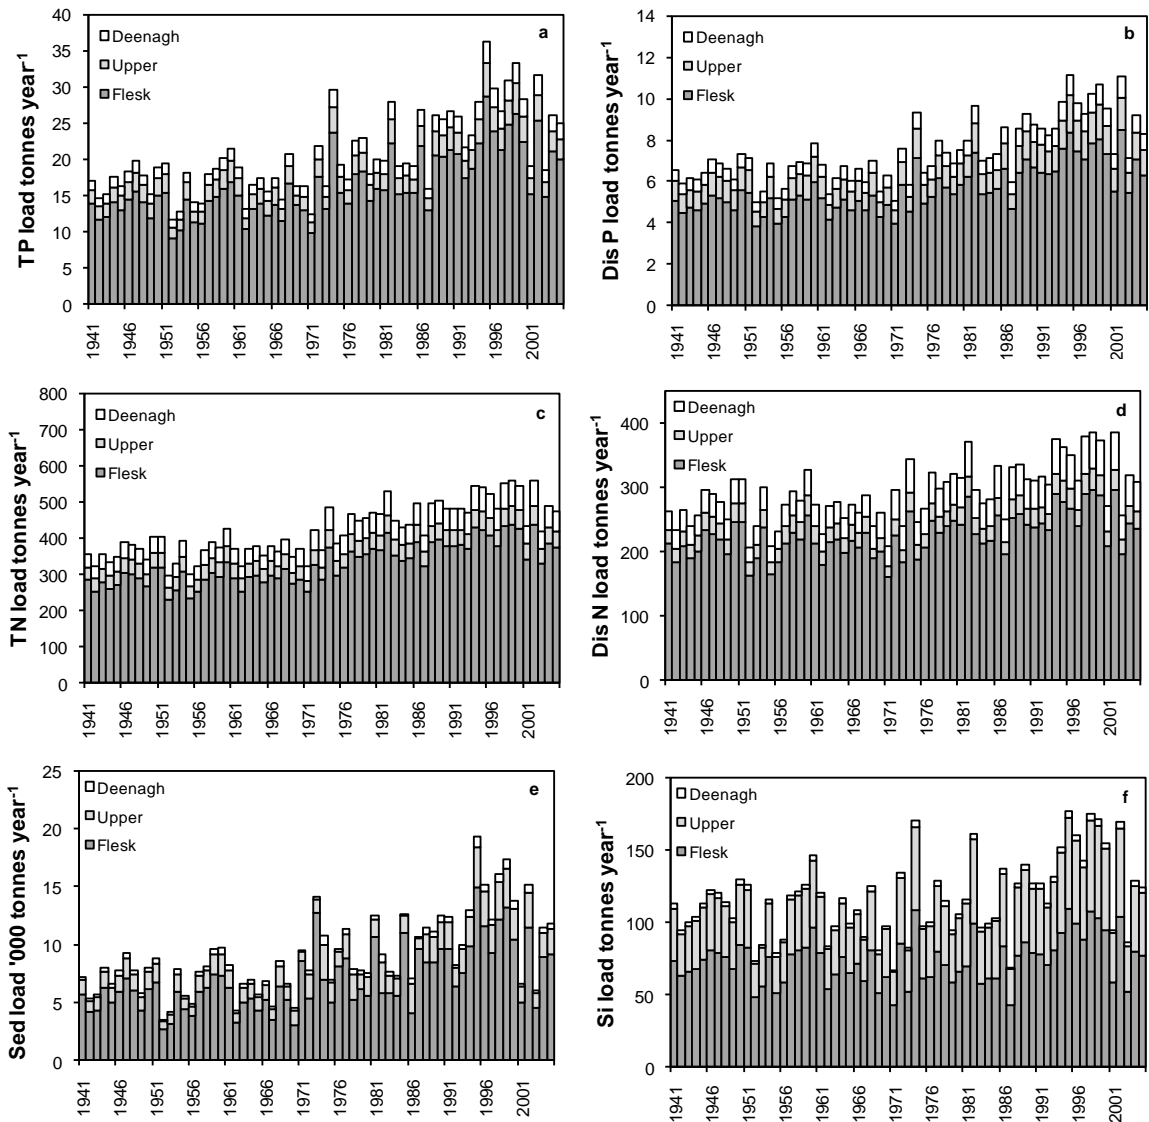 TP load tonnes year-1
40
35
30
25
20
15
10
5
0
Deenagh
Upper
Flesk
a
1941 1946 1951 1956 1961 1966 1971 1976 1981 1986 1991 1996 2001
Dis P load tonnes year-1
14
12
10
8
6
4
2
0
Deenagh
Upper
Flesk
b
1941 1946 1951 1956 1961 1966 1971 1976 1981 1986 1991 1996 2001
TN load tonnes year-1
800
700
600
500
400
300
200
100
0
Deenagh
Upper
Flesk
c
1941 1946 1951 1956 1961 1966 1971 1976 1981 1986 1991 1996 2001
Dis N load tonnes year-1
400
300
200
100
0
Deenagh
Upper
Flesk
d
1941 1946 1951 1956 1961 1966 1971 1976 1981 1986 1991 1996 2001
Sed load '000 tonnes year-1
25
20
15
10
5
0
Deenagh
Upper
Flesk
e
1941 1946 1951 1956 1961 1966 1971 1976 1981 1986 1991 1996 2001
Si load tonnes year-1
200
150
100
50
0
Deenagh
Upper
Flesk
f
1941 1946 1951 1956 1961 1966 1971 1976 1981 1986 1991 1996 2001